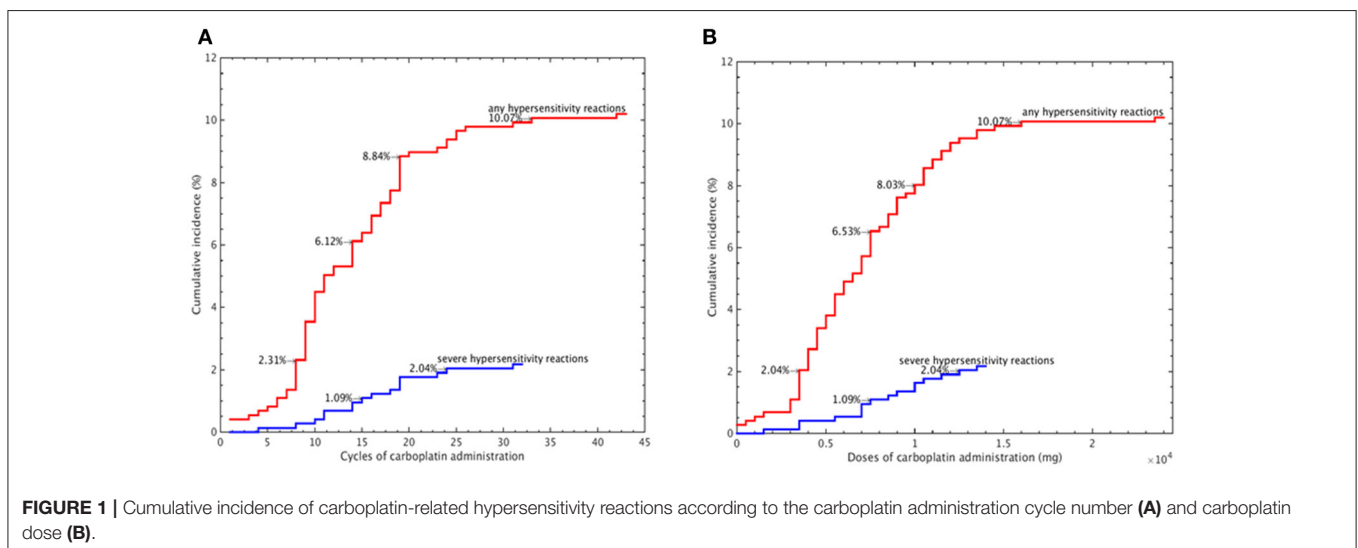 A
B
12
10
8
6
4
2
0
Cumulative incidence (%)
any hypersensitivity reactions
10.07%
8.84%
6.12%
2.31%
severe hypersensitivity reactions
2.04%
1.09%
0 5 10 15 20 25 30 35 40 45
Cycles of carboplatin administration
12
10
8
6
4
2
0
Cumulative incidence (%)
any hypersensitivity reactions
10.07%
8.03%
6.53%
2.04%
severe hypersensitivity reactions
2.04%
1.09%
0 0.5 1 1.5 2
Doses of carboplatin administration (mg)
×10⁴
FIGURE 1 | Cumulative incidence of carboplatin-related hypersensitivity reactions according to the carboplatin administration cycle number (A) and carboplatin
dose (B).